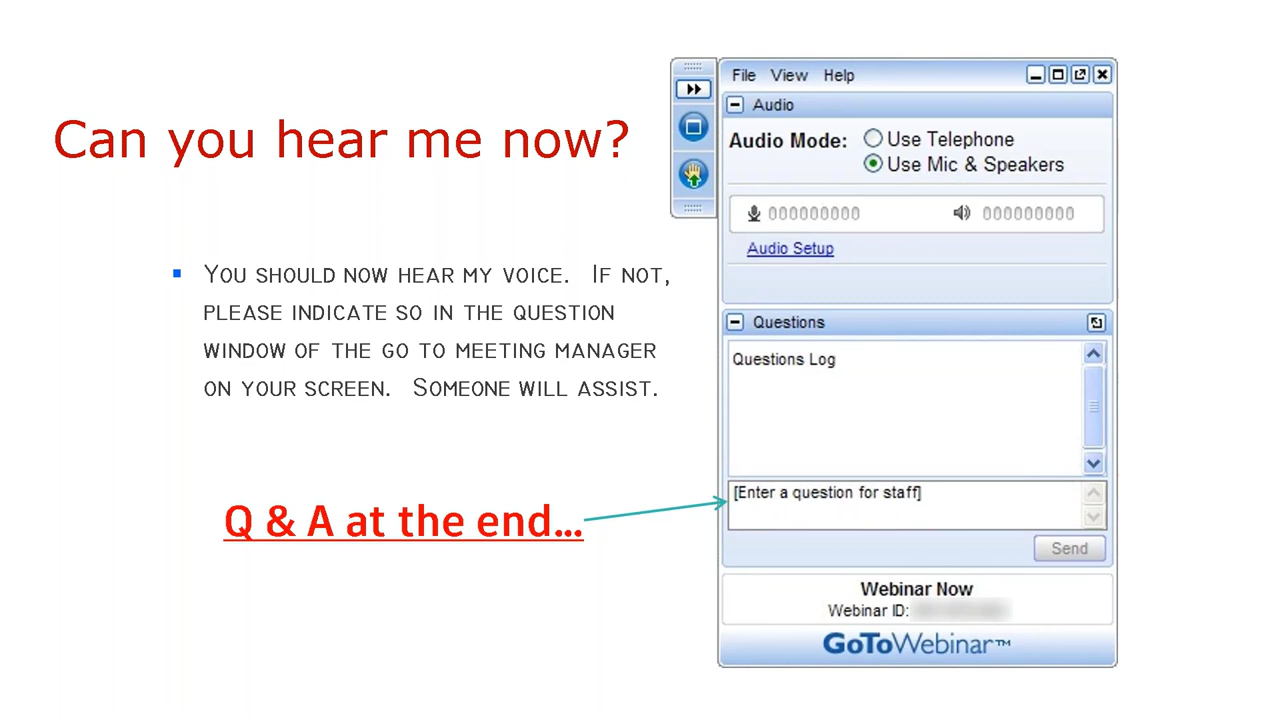 Can you hear me now?
You should now hear my voice. If not,
please indicate so in the question
window of the go to meeting manager
on your screen. Someone will assist.
Q & A at the end...
File View Help
Audio
Audio Mode: Use Telephone
Use Mic & Speakers
000000000 000000000
Audio Setup
Questions
Questions Log
[Enter a question for staff]
Send
Webinar Now
Webinar ID:
GoToWebinar™